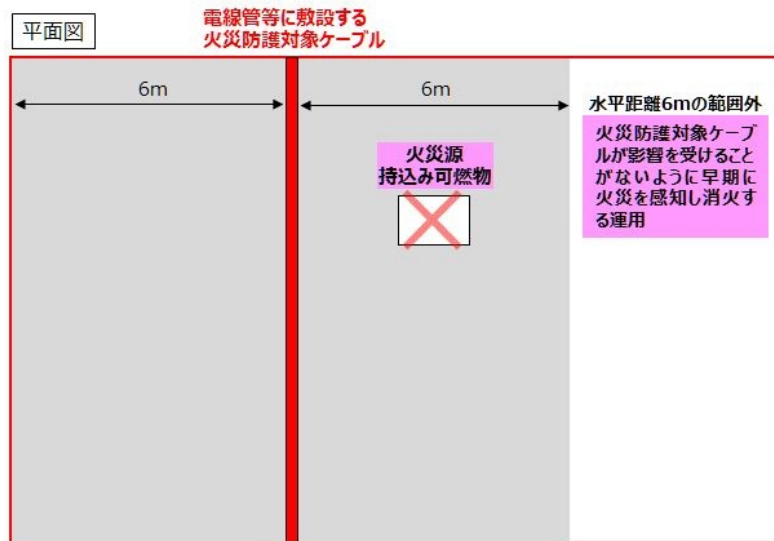 平面図
電線管等に敷設する
火災防護対象ケーブル
6m
6m
水平距離6mの範囲外
火災防護対象ケーブ
ルが影響を受けること
がないように早期に
火災を感知し消火す
る運用
火災源
持込み可燃物